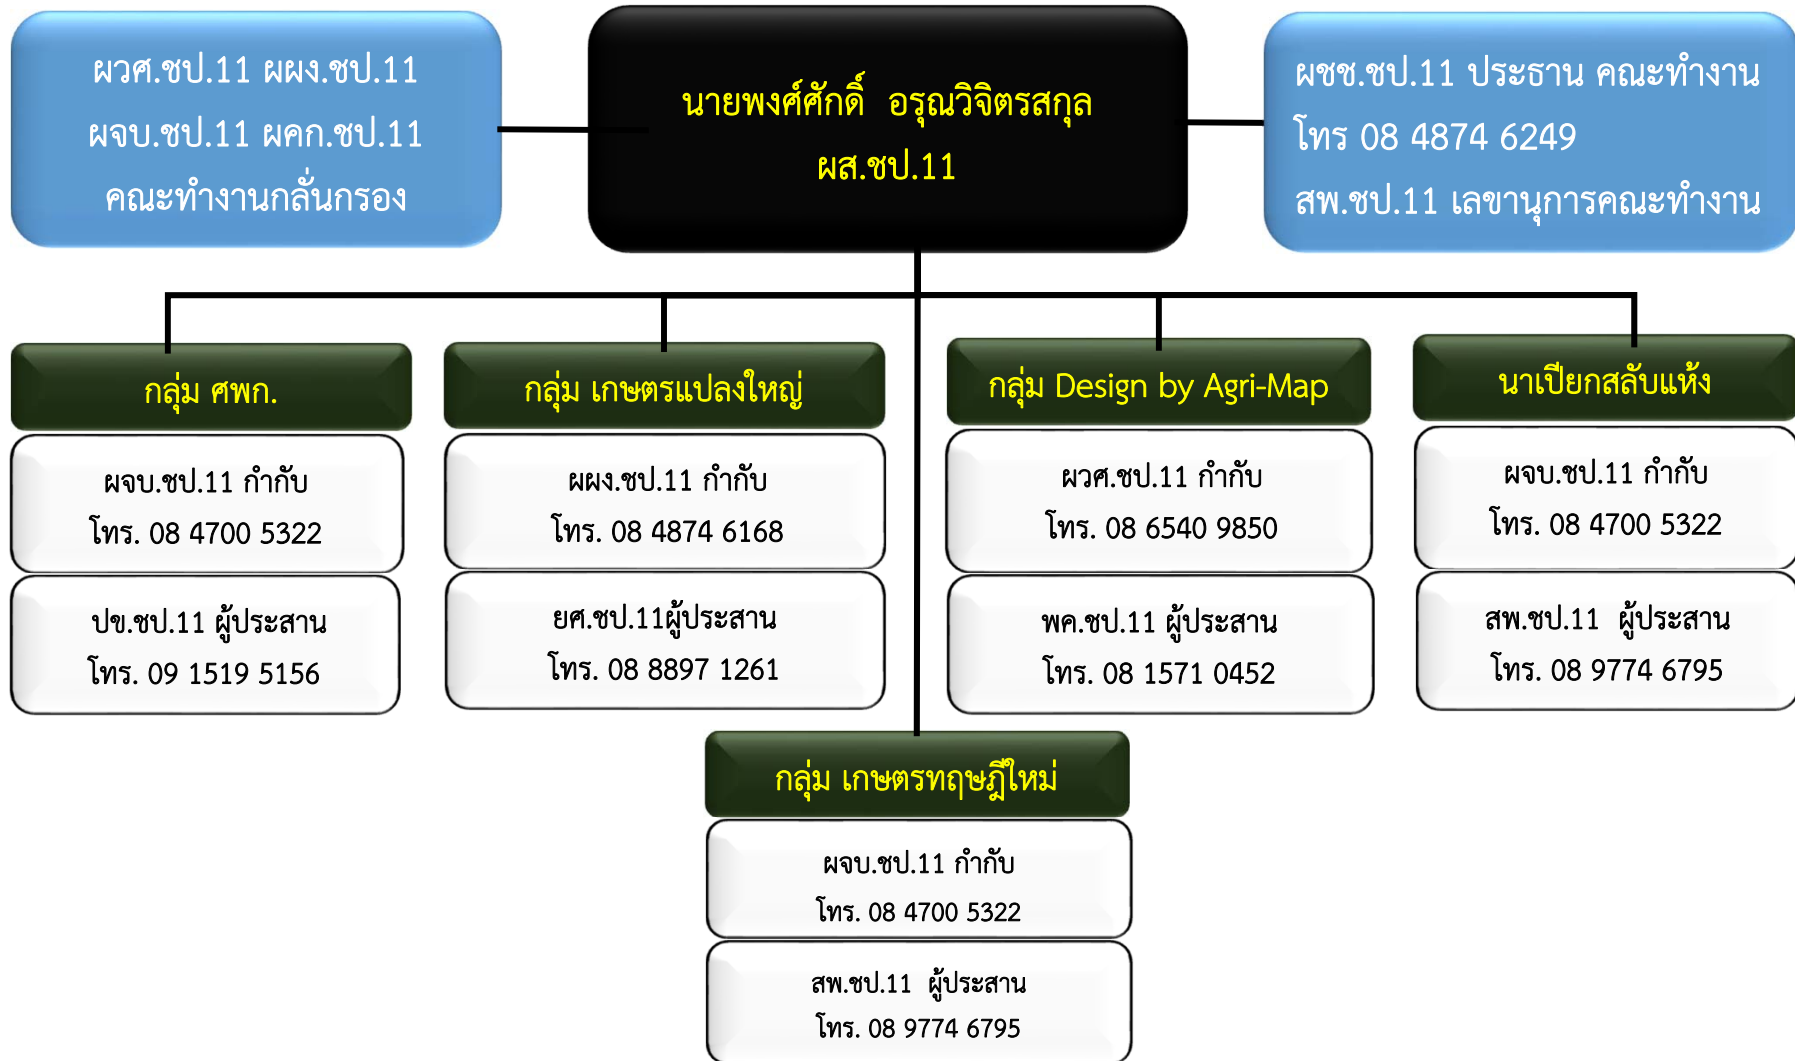 ผวศ.ชป.11 ผผง.ชป.11
ผจบ.ชป.11 ผคก.ชป.11
คณะทำงานกลั่นกรอง
นายพงศ์ศักดิ์  อรุณวิจิตรสกุล
ผส.ชป.11
ผชช.ชป.11 ประธาน คณะทำงาน
โทร 08 4874 6249
สพ.ชป.11 เลขานุการคณะทำงาน
กลุ่ม ศพก.
ผจบ.ชป.11 กำกับ
โทร. 08 4700 5322
ปข.ชป.11 ผู้ประสาน
โทร. 09 1519 5156
กลุ่ม เกษตรแปลงใหญ่
ผผง.ชป.11 กำกับ
โทร. 08 4874 6168
ยศ.ชป.11ผู้ประสาน
โทร. 08 8897 1261
กลุ่ม Design by Agri-Map
ผวศ.ชป.11 กำกับ
โทร. 08 6540 9850
พค.ชป.11 ผู้ประสาน
โทร. 08 1571 0452
นาเปียกสลับแห้ง
ผจบ.ชป.11 กำกับ
โทร. 08 4700 5322
สพ.ชป.11  ผู้ประสาน
โทร. 08 9774 6795
กลุ่ม เกษตรทฤษฎีใหม่
ผจบ.ชป.11 กำกับ
โทร. 08 4700 5322
สพ.ชป.11  ผู้ประสาน
โทร. 08 9774 6795